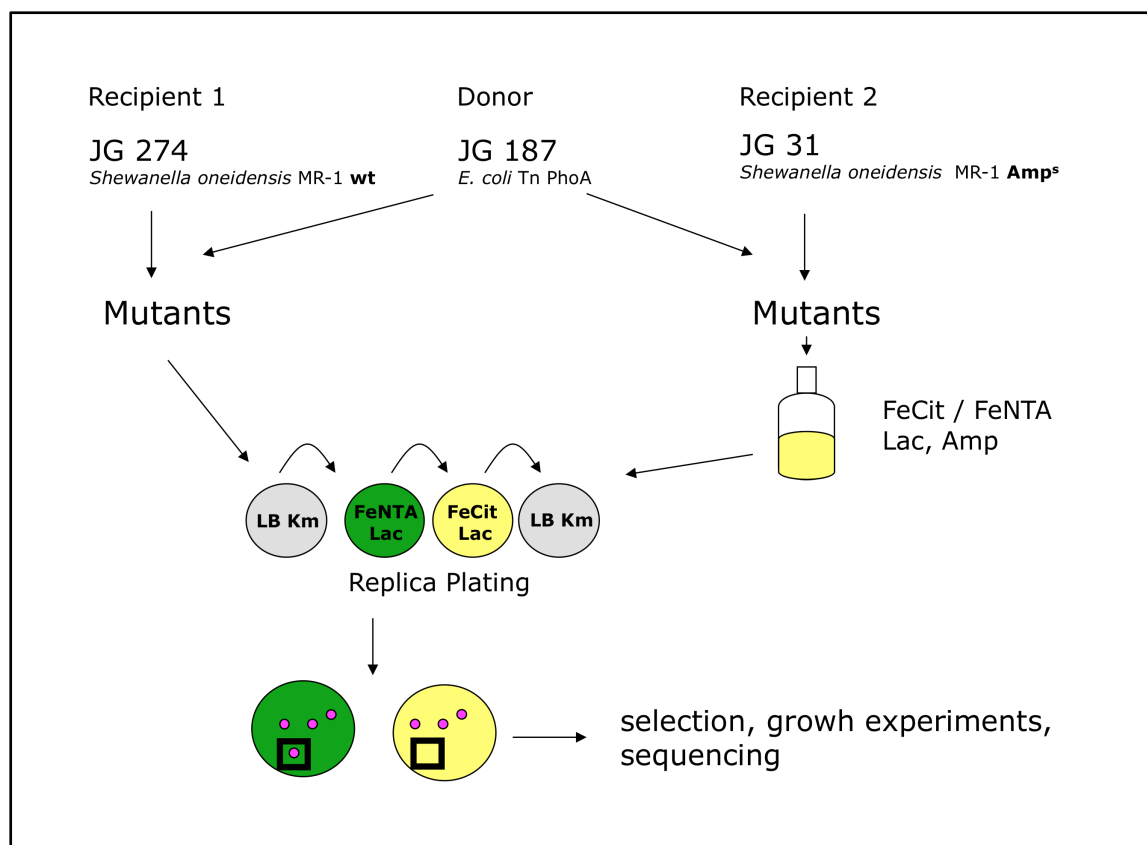 Recipient 1
Donor
Recipient 2
JG 274
Shewanella oneidensis MR-1 wt
JG 187
E. coli Tn PhoA
JG 31
Shewanella oneidensis MR-1 Ampˢ
Mutants
Mutants
FeCit / FeNTA
Lac, Amp
LB Km
FeNTA
Lac
FeCit
Lac
LB Km
Replica Plating
selection, growh experiments,
sequencing